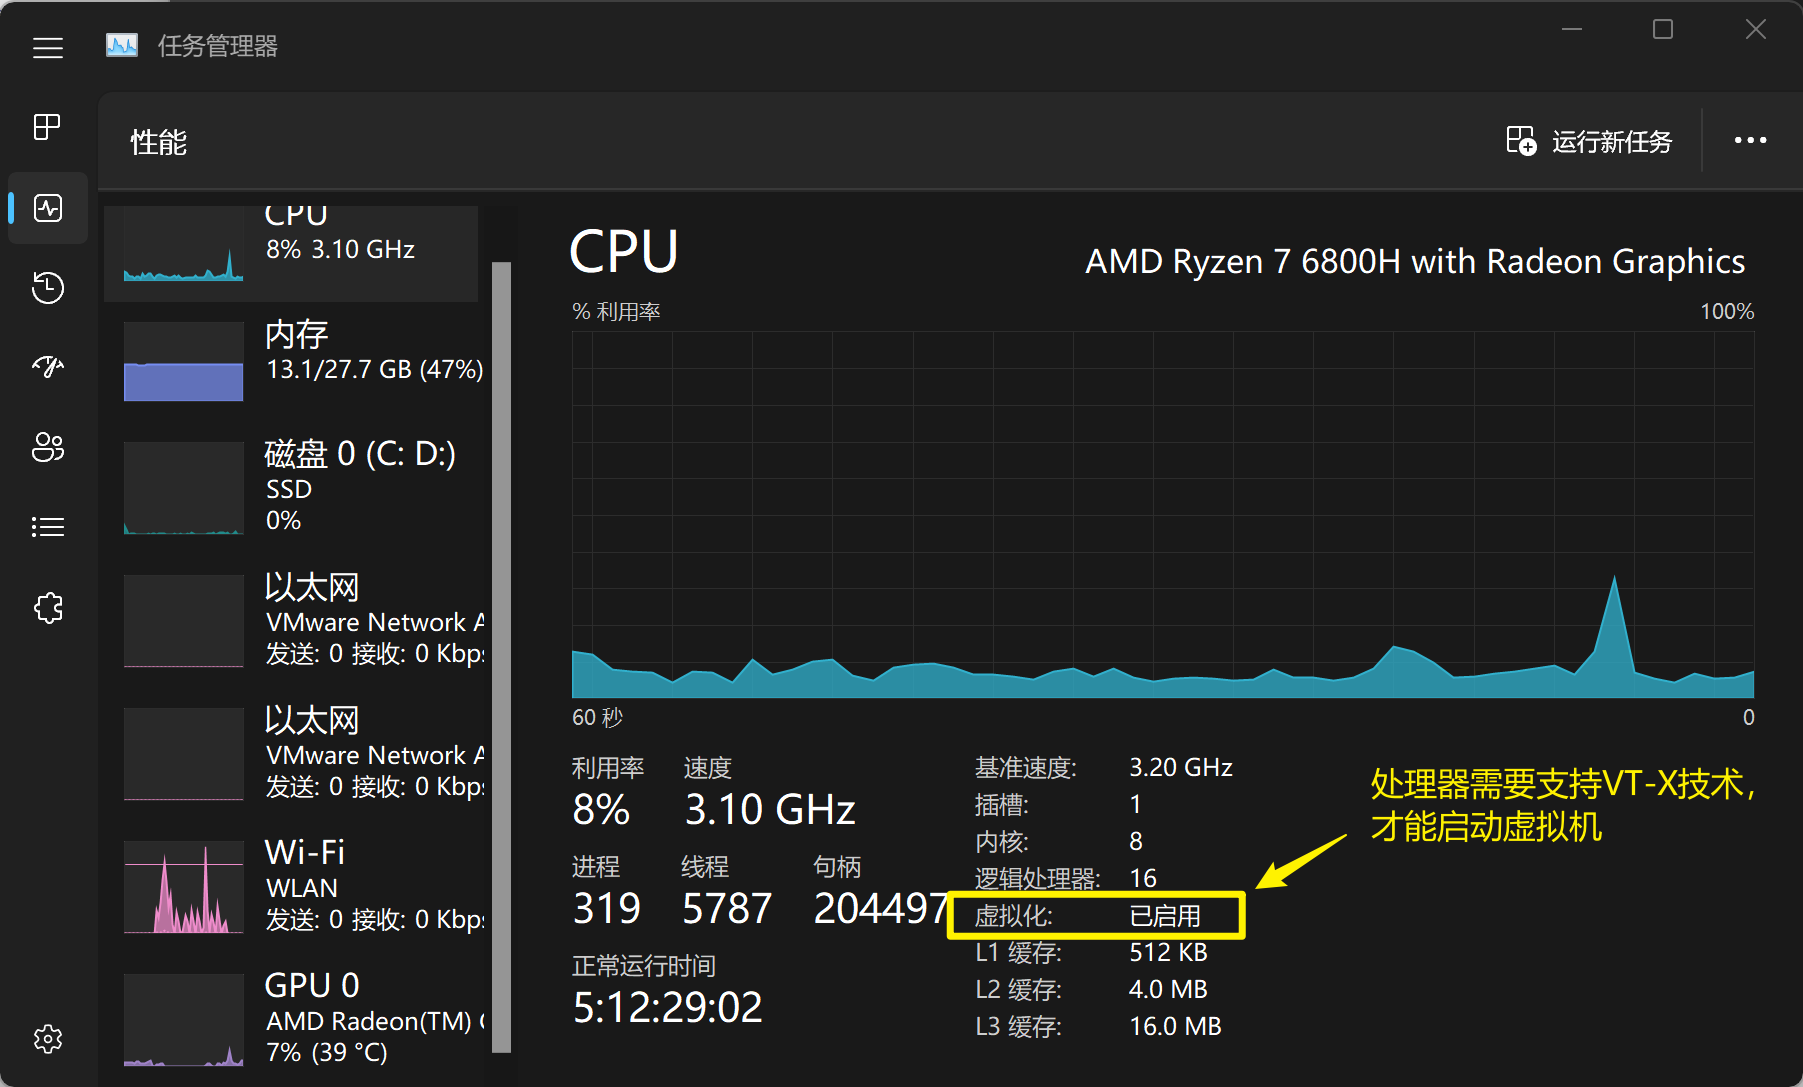 任务管理器
性能
运行新任务
CPU
8% 3.10 GHz
内存
13.1/27.7 GB (47%)
磁盘 0 (C: D:)
SSD
0%
以太网
VMware Network A
发送: 0 接收: 0 Kbps
以太网
VMware Network A
发送: 0 接收: 0 Kbps
Wi-Fi
WLAN
发送: 0 接收: 0 Kbps
GPU 0
AMD Radeon(TM)
7% (39 °C)
CPU
AMD Ryzen 7 6800H with Radeon Graphics
% 利用率
100%
60 秒
0
利用率
速度
8%
3.10 GHz
进程
线程
句柄
319
5787
204497
正常运行时间
5:12:29:02
基准速度: 3.20 GHz
插槽: 1
内核: 8
逻辑处理器: 16
虚拟化: 已启用
L1 缓存: 512 KB
L2 缓存: 4.0 MB
L3 缓存: 16.0 MB
处理器需要支持VT-X技术，
才能启动虚拟机